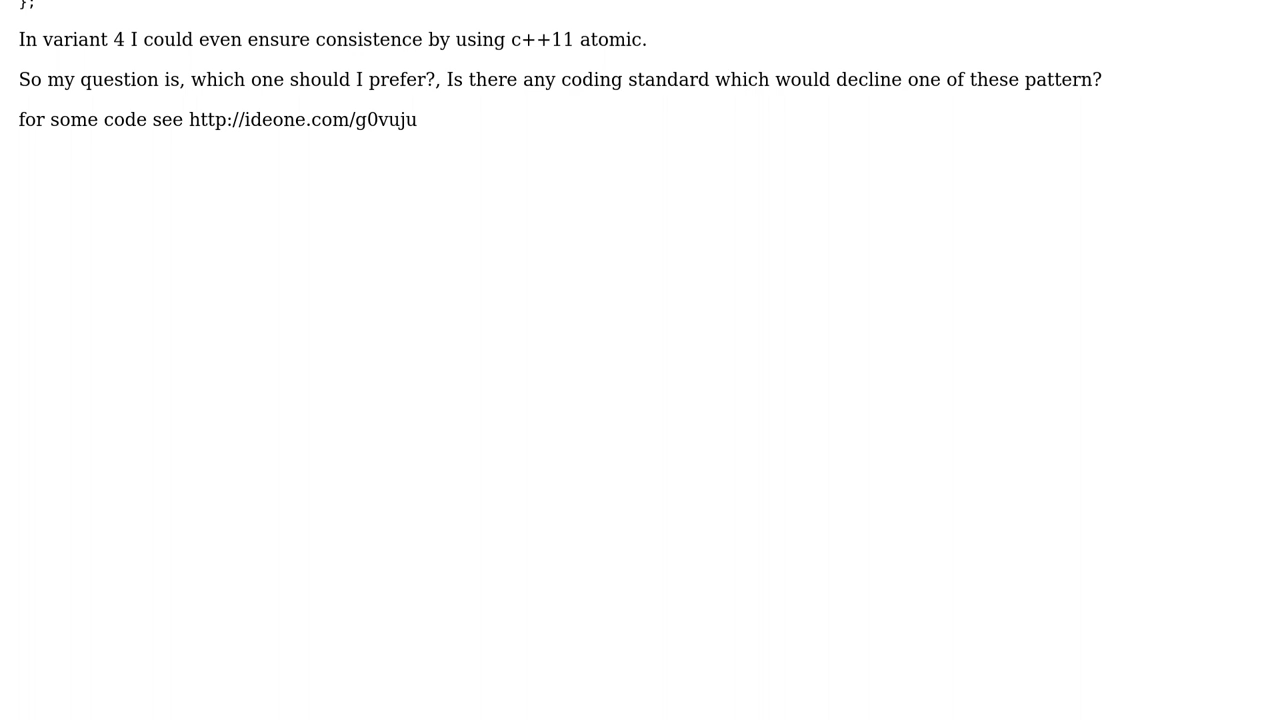 };
In variant 4 I could even ensure consistence by using c++11 atomic.
So my question is, which one should I prefer?, Is there any coding standard which would decline one of these pattern?
for some code see http://ideone.com/g0vuju